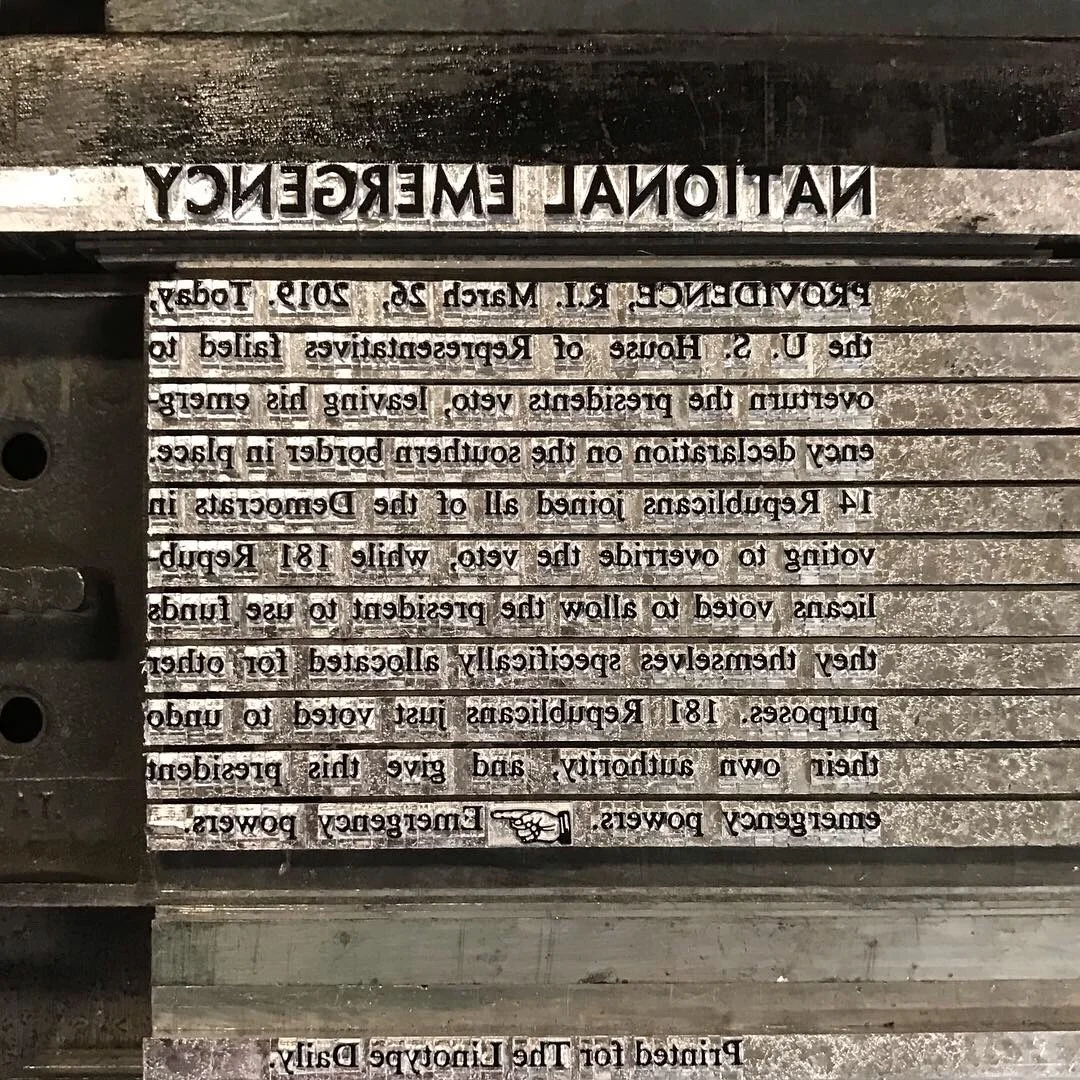 NATIONAL EMERGENCY
PROVIDENCE, R.I. March 26, 2019. Today,
the U. S. House of Representatives failed to
overturn the presidents veto, leaving his emerg-
ency declaration on the southern border in place.
14 Republicans joined all of the Democrats in
voting to override the veto, while 181 Repub-
licans voted to allow the president to use funds
they themselves specifically allocated for other
purposes. 181 Republicans just voted to undo
their own authority, and give this president
emergency powers. ☞ Emergency powers.
Printed for The Linotype Daily.